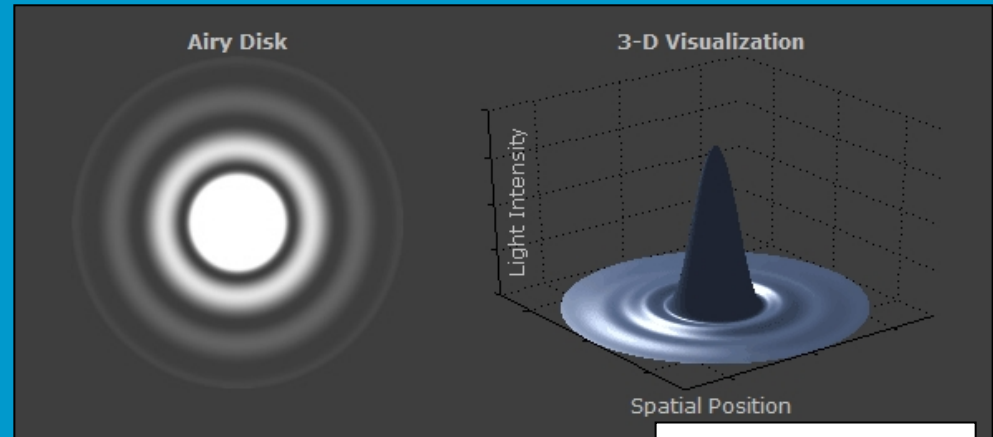 Airy Disk
3-D Visualization
Light Intensity
Spatial Position